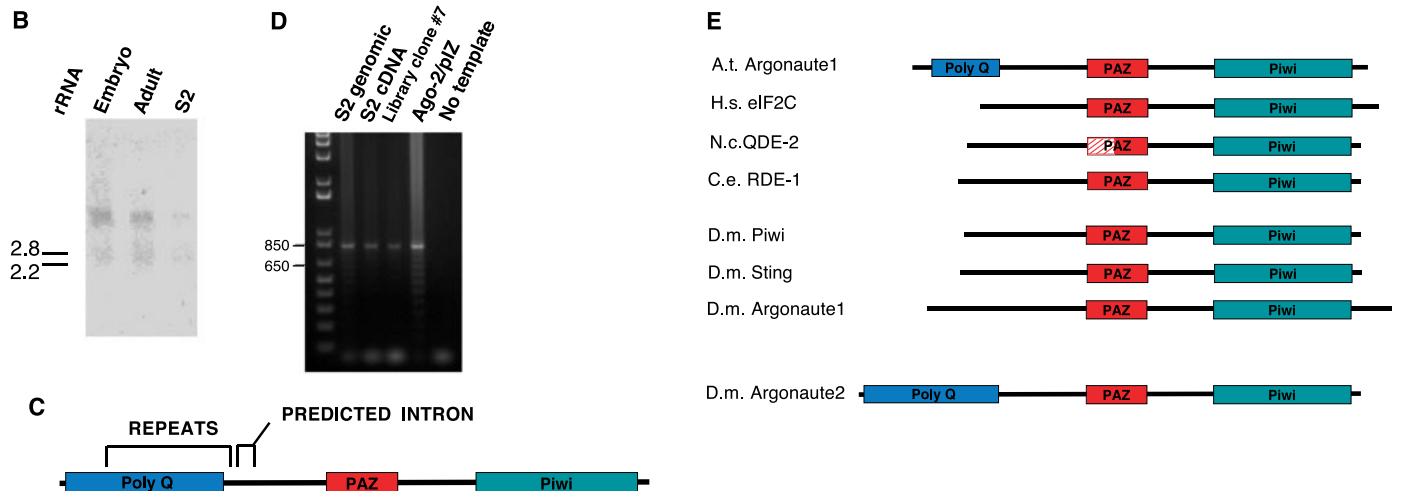 B
rRNA
Embryo
Adult
S2
2.8
2.2
D
S2 genomic
S2 cDNA
Library clone #7
Ago-2/pIZ
No template
850
650
C
REPEATS
PREDICTED INTRON
Poly Q
PAZ
Piwi
E
A.t. Argonaute1
Poly Q
PAZ
Piwi
H.s. eIF2C
PAZ
Piwi
N.c.QDE-2
PAZ
Piwi
C.e. RDE-1
PAZ
Piwi
D.m. Piwi
PAZ
Piwi
D.m. Sting
PAZ
Piwi
D.m. Argonaute1
PAZ
Piwi
D.m. Argonaute2
Poly Q
PAZ
Piwi